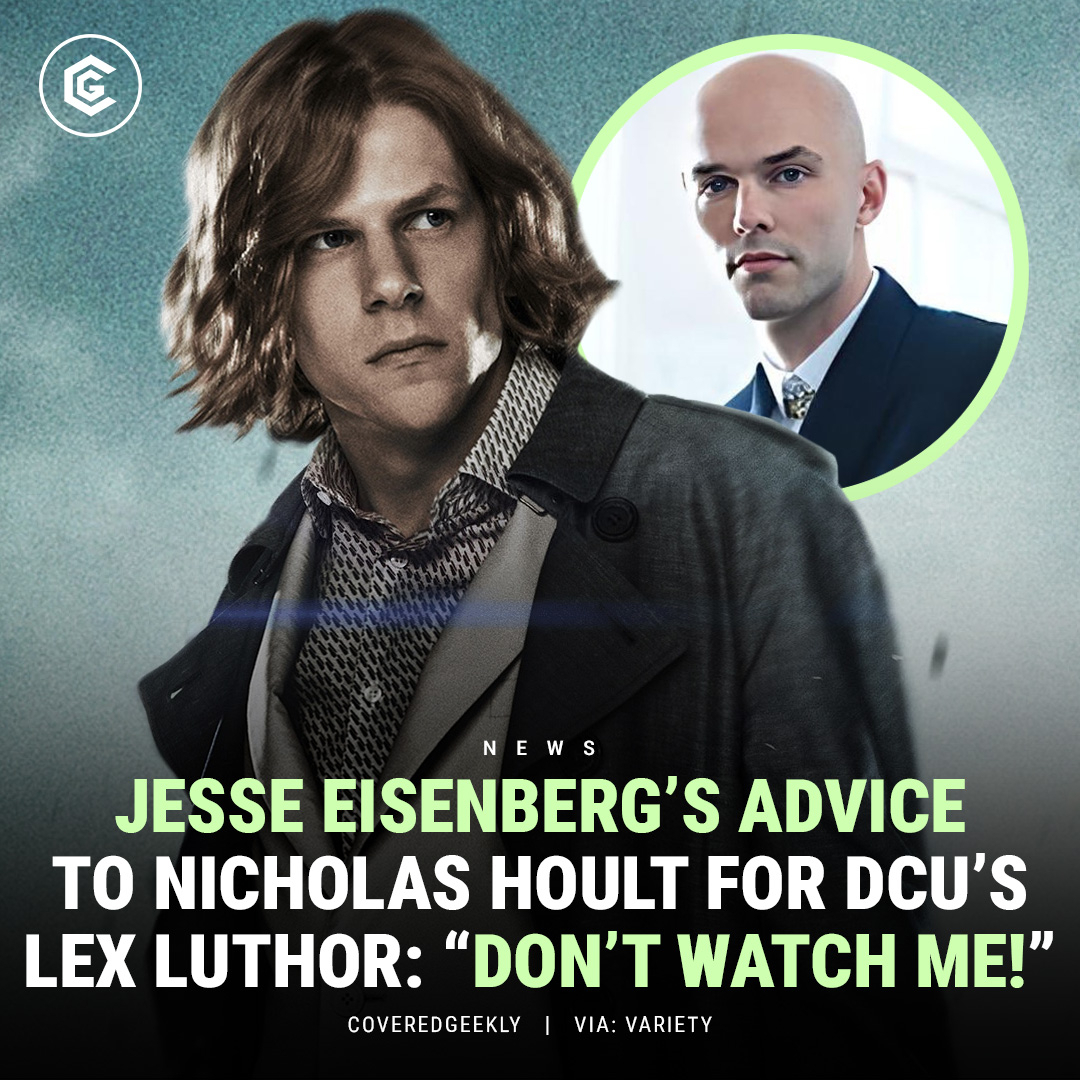 NEWS
JESSE EISENBERG’S ADVICE
TO NICHOLAS HOULT FOR DCU’S
LEX LUTHOR: “DON’T WATCH ME!”
COVEREDGEEKLY | VIA: VARIETY